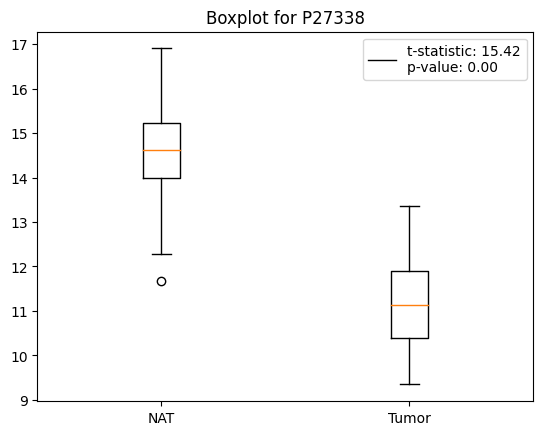 Boxplot for P27338
t-statistic: 15.42
p-value: 0.00
17
16
15
14
13
12
11
10
9
NAT
Tumor